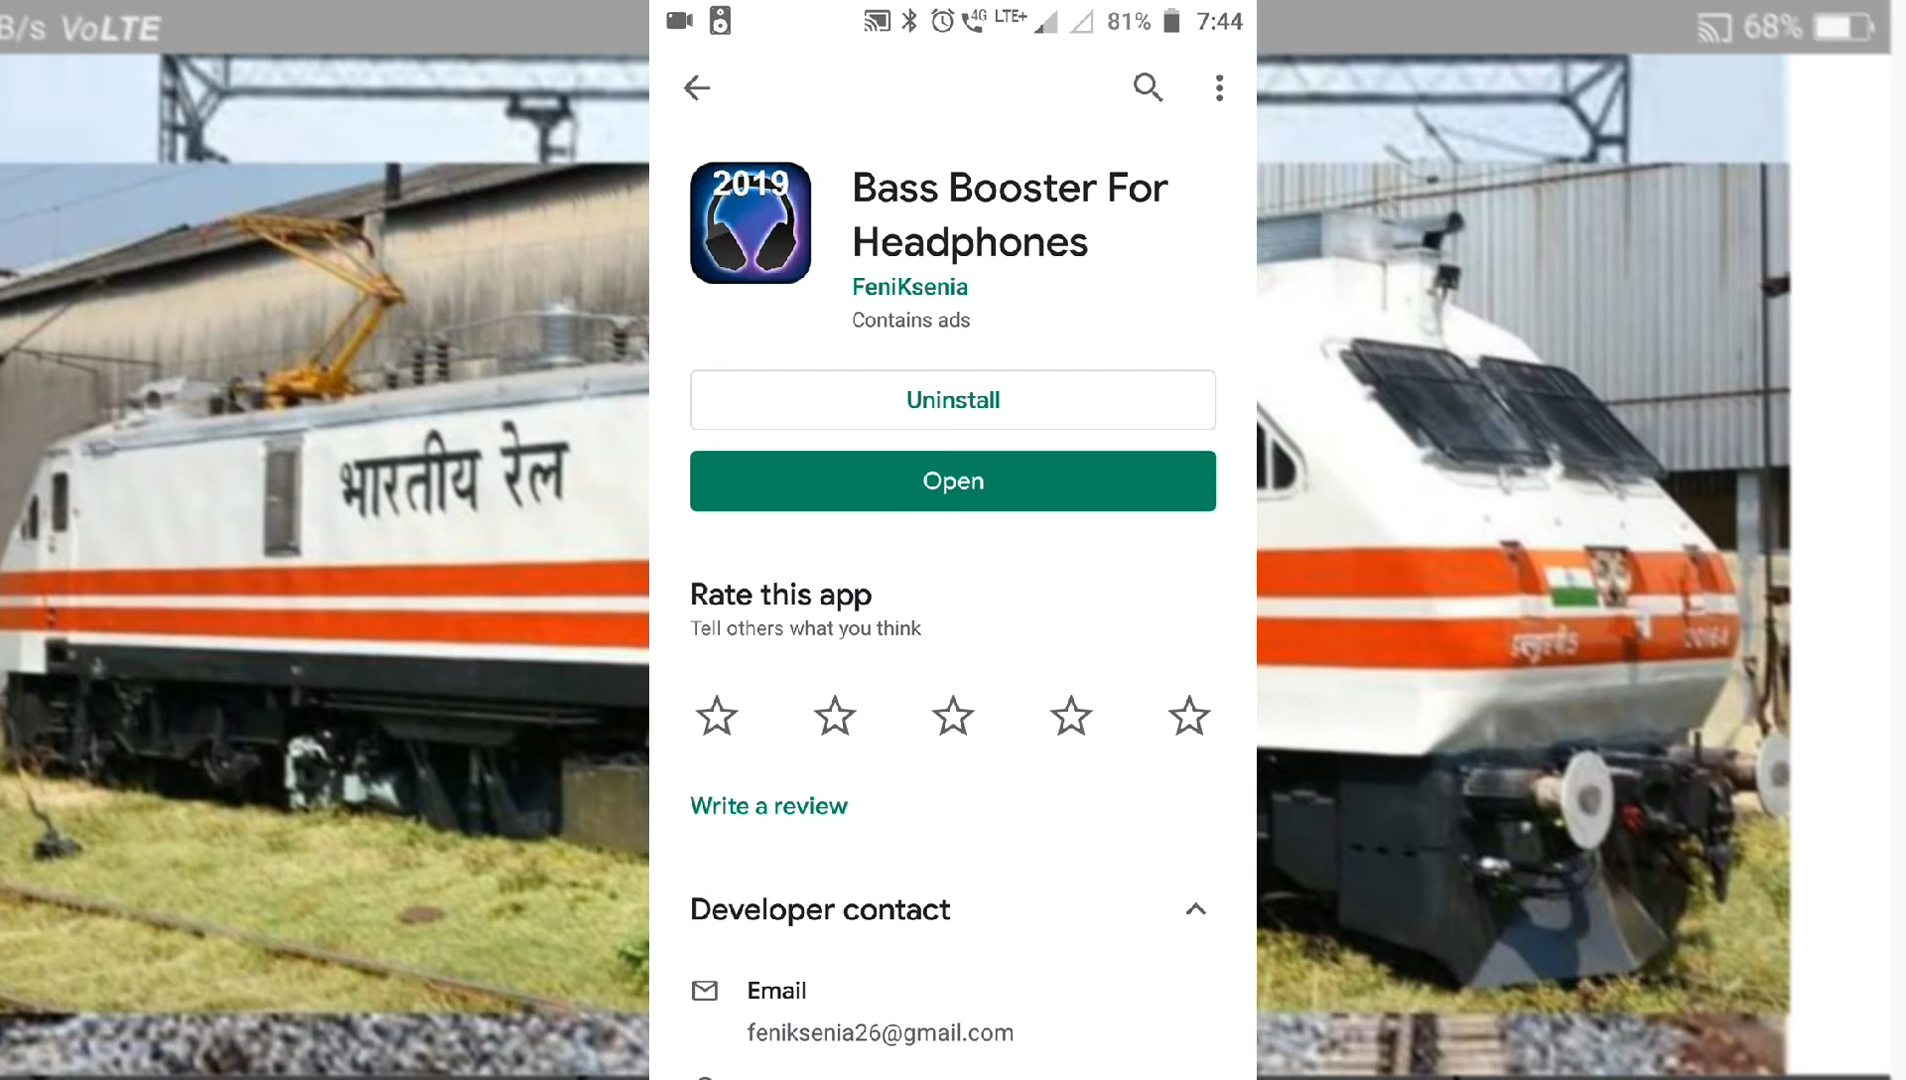 B/s VoLTE
4G LTE+ 81% 7:44
68%
2019
Bass Booster For
Headphones
FeniKsenia
Contains ads
Uninstall
Open
भारतीय रेल
Rate this app
Tell others what you think
Write a review
Developer contact
Email
feniksenia26@gmail.com